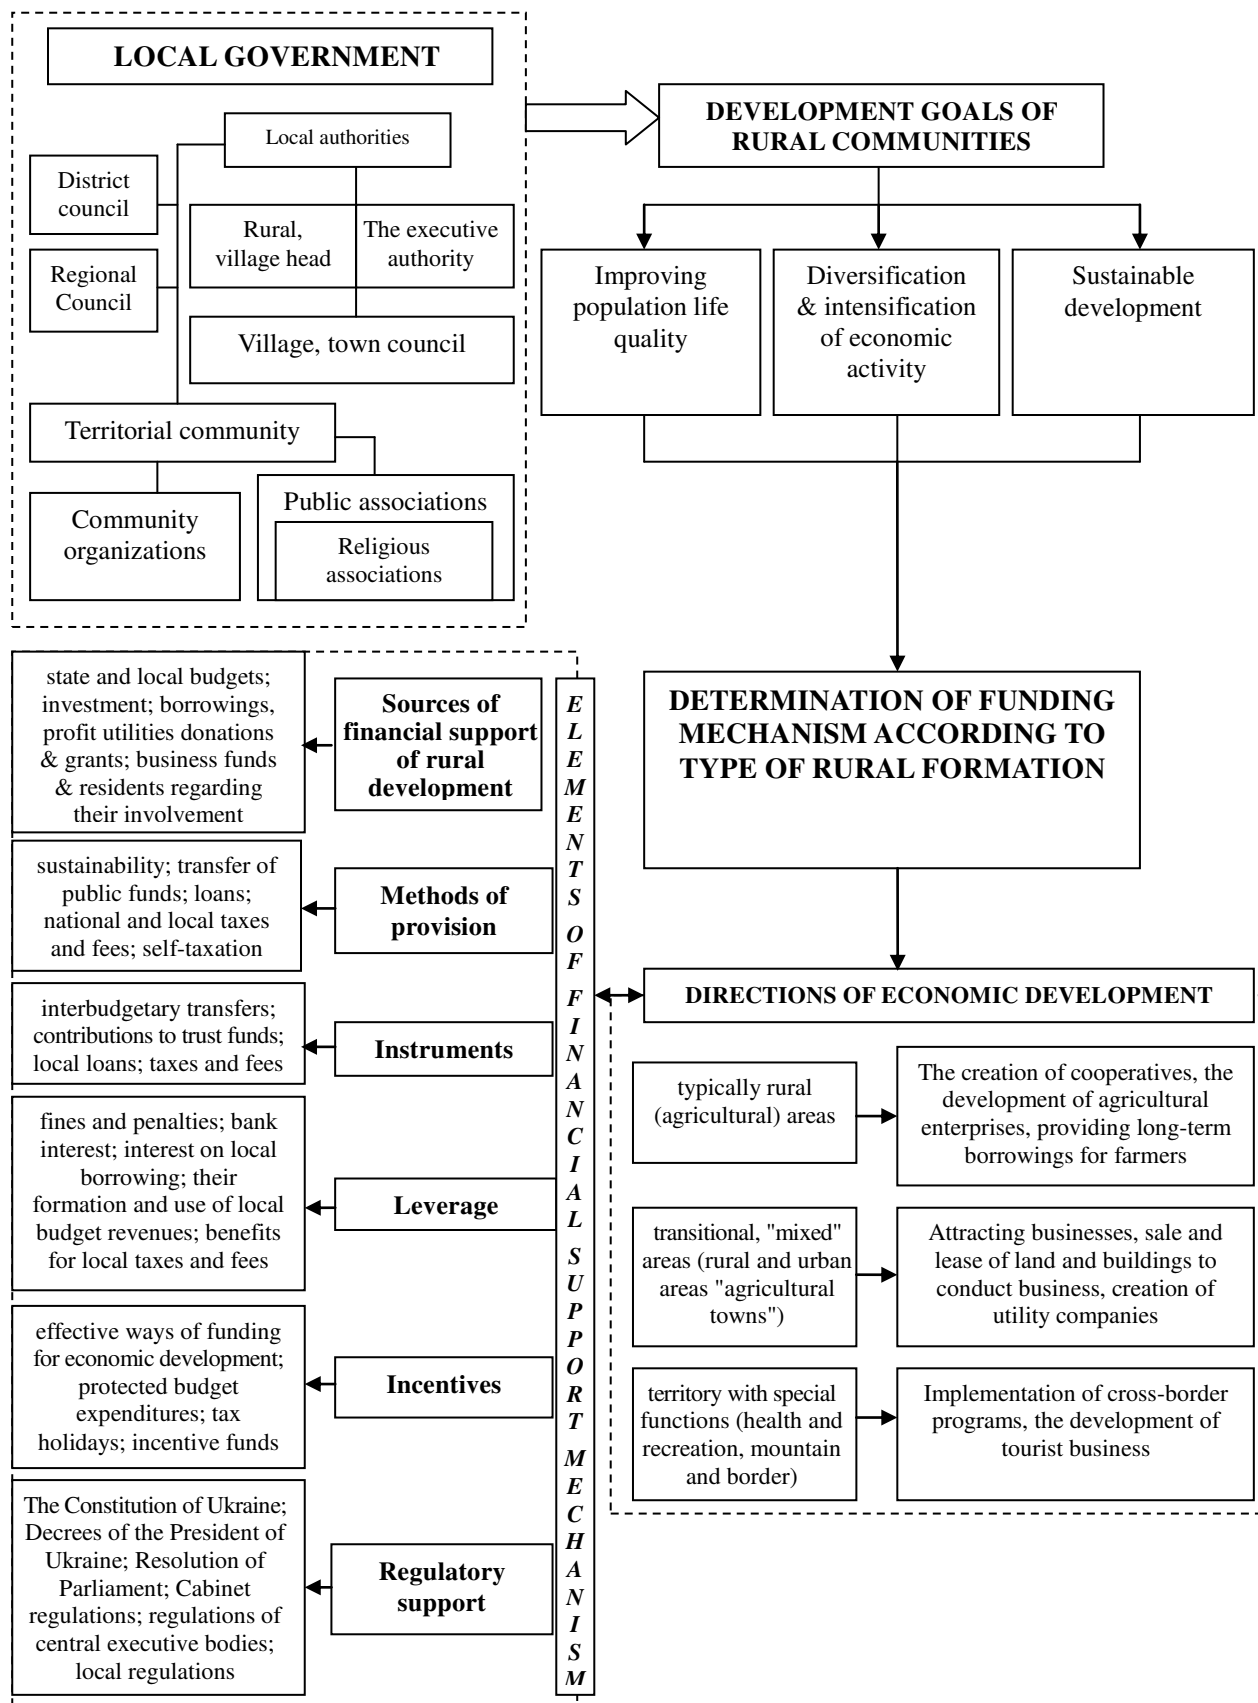 LOCAL GOVERNMENT
Local authorities
District
council
Regional
Council
Rural,
village head
The executive
authority
Village, town council
Territorial community
Community
organizations
Public associations
Religious
associations
DEVELOPMENT GOALS OF
RURAL COMMUNITIES
Improving
population life
quality
Diversification
& intensification
of economic
activity
Sustainable
development
DETERMINATION OF FUNDING
MECHANISM ACCORDING TO
TYPE OF RURAL FORMATION
DIRECTIONS OF ECONOMIC DEVELOPMENT
typically rural
(agricultural) areas
The creation of cooperatives, the
development of agricultural
enterprises, providing long-term
borrowings for farmers
transitional, "mixed"
areas (rural and urban
areas "agricultural
towns")
Attracting businesses, sale and
lease of land and buildings to
conduct business, creation of
utility companies
territory with special
functions (health and
recreation, mountain
and border)
Implementation of cross-border
programs, the development of
tourist business
ELEMENTS OF FINANCIAL SUPPORT MECHANISM
Sources of
financial support
of rural
development
state and local budgets;
investment; borrowings,
profit utilities donations
& grants; business funds
& residents regarding
their involvement
Methods of
provision
sustainability; transfer of
public funds; loans;
national and local taxes
and fees; self-taxation
Instruments
interbudgetary transfers;
contributions to trust funds;
local loans; taxes and fees
Leverage
fines and penalties; bank
interest; interest on local
borrowing; their
formation and use of local
budget revenues; benefits
for local taxes and fees
Incentives
effective ways of funding
for economic development;
protected budget
expenditures; tax
holidays; incentive funds
Regulatory
support
The Constitution of Ukraine;
Decrees of the President of
Ukraine; Resolution of
Parliament; Cabinet
regulations; regulations of
central executive bodies;
local regulations